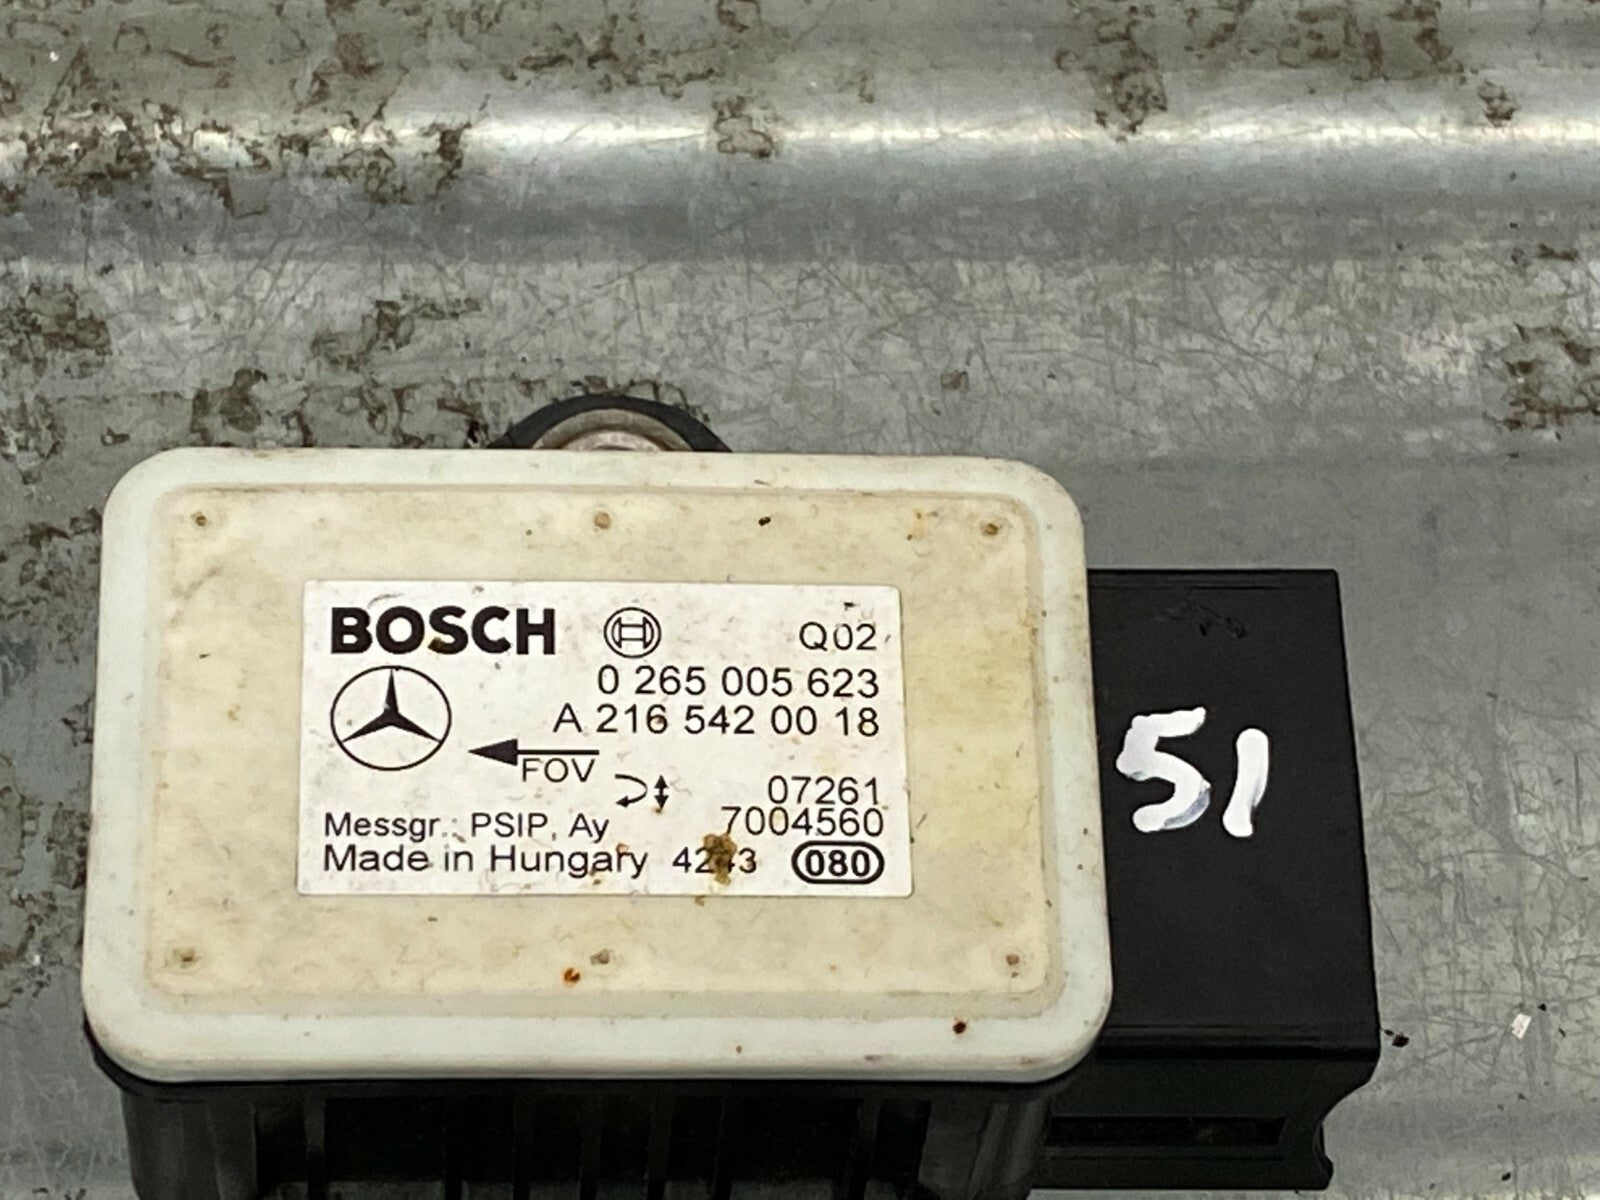 BOSCH Q02
0 265 005 623
A 216 542 00 18
FOV
07261
Messgr.: PSIP, Ay 7004560
Made in Hungary 4243 080
51